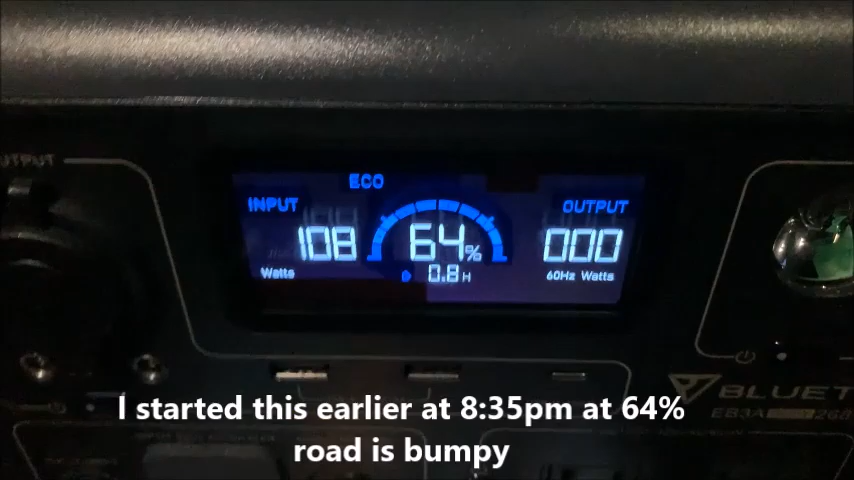 OUTPUT
ECO
INPUT
OUTPUT
108
64%
000
Watts
0.8 H
60Hz Watts
BLUET
EB3A 268
I started this earlier at 8:35pm at 64%
road is bumpy